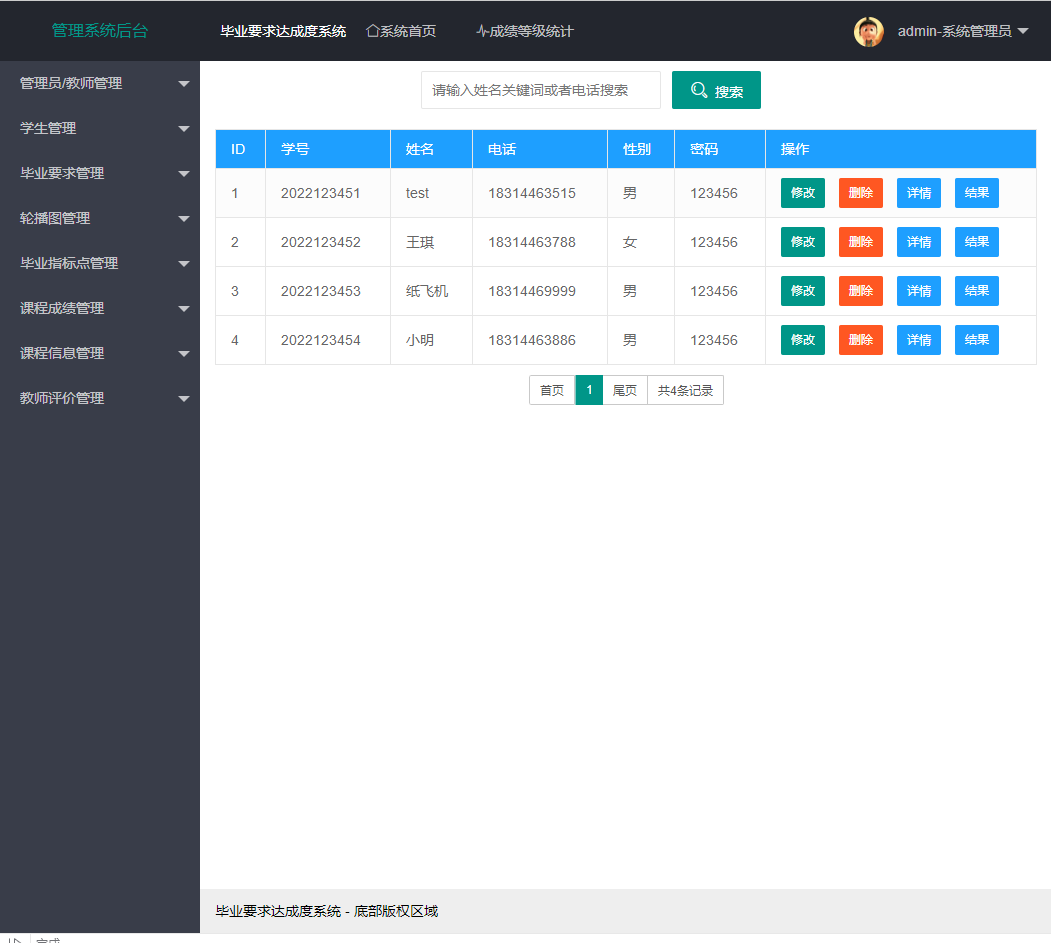 管理系统后台 毕业要求达成度系统 系统首页 成绩等级统计 admin-系统管理员
管理员/教师管理
学生管理
毕业要求管理
轮播图管理
毕业指标点管理
课程成绩管理
课程信息管理
教师评价管理
请输入姓名关键词或者电话搜索 搜索
ID 学号 姓名 电话 性别 密码 操作
1 2022123451 test 18314463515 男 123456 修改 删除 详情 结果
2 2022123452 王琪 18314463788 女 123456 修改 删除 详情 结果
3 2022123453 纸飞机 18314469999 男 123456 修改 删除 详情 结果
4 2022123454 小明 18314463886 男 123456 修改 删除 详情 结果
首页 1 尾页 共4条记录
毕业要求达成度系统 - 底部版权区域